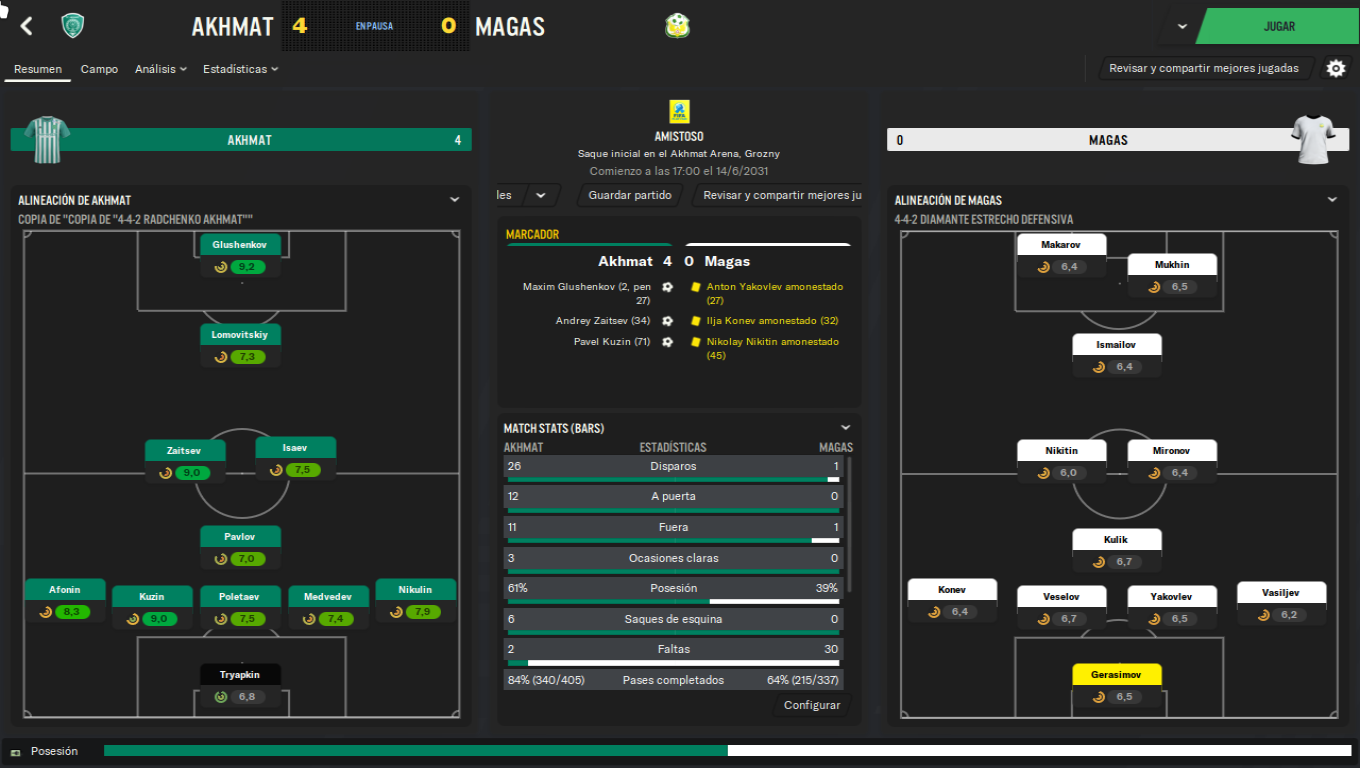 AKHMAT 4 EN PAUSA 0 MAGAS
JUGAR
Resumen Campo Análisis Estadísticas
Revisar y compartir mejores jugadas
AKHMAT 4
ALINEACIÓN DE AKHMAT
COPIA DE "COPIA DE "4-4-2 RADCHENKO AKHMAT""
Glushenkov
9,2
Lomovitskiy
7,3
Zaitsev
9,0
Isaev
7,5
Pavlov
7,0
Afonin
8,3
Kuzin
9,0
Poletaev
7,5
Medvedev
7,4
Nikulin
7,9
Tryapkin
6,8
FIFA
AMISTOSO
Saque inicial en el Akhmat Arena, Grozny
Comienzo a las 17:00 el 14/6/2031
les
Guardar partido
Revisar y compartir mejores ju
MARCADOR
Akhmat 4 0 Magas
Maxim Glushenkov (2, pen
27)
Andrey Zaitsev (34)
Pavel Kuzin (71)
Anton Yakovlev amonestado
(27)
Ilja Konev amonestado (32)
Nikolay Nikitin amonestado
(45)
MATCH STATS (BARS)
AKHMAT ESTADÍSTICAS MAGAS
26 Disparos 1
12 A puerta 0
11 Fuera 1
3 Ocasiones claras 0
61% Posesión 39%
6 Saques de esquina 0
2 Faltas 30
84% (340/405) Pases completados 64% (215/337)
Configurar
0 MAGAS
ALINEACIÓN DE MAGAS
4-4-2 DIAMANTE ESTRECHO DEFENSIVA
Makarov
6,4
Mukhin
6,5
Ismailov
6,4
Nikitin
6,0
Mironov
6,4
Kulik
6,7
Konev
6,4
Veselov
6,7
Yakovlev
6,5
Vasiljev
6,2
Gerasimov
6,5
Posesión